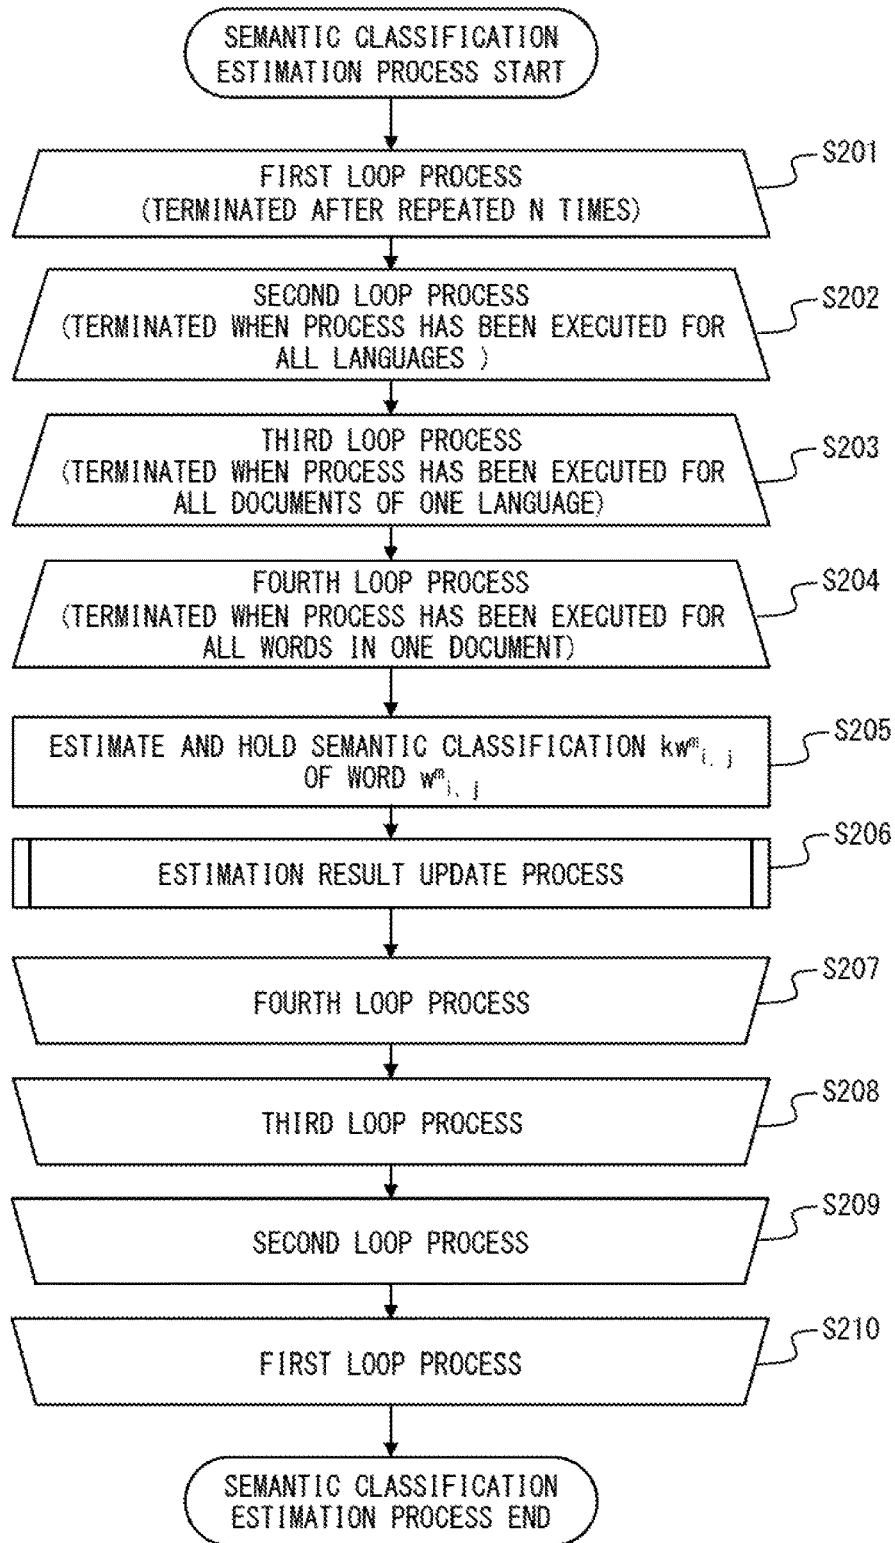 SEMANTIC CLASSIFICATION
ESTIMATION PROCESS START
S201
FIRST LOOP PROCESS
(TERMINATED AFTER REPEATED N TIMES)
S202
SECOND LOOP PROCESS
(TERMINATED WHEN PROCESS HAS BEEN EXECUTED FOR
ALL LANGUAGES )
S203
THIRD LOOP PROCESS
(TERMINATED WHEN PROCESS HAS BEEN EXECUTED FOR
ALL DOCUMENTS OF ONE LANGUAGE)
S204
FOURTH LOOP PROCESS
(TERMINATED WHEN PROCESS HAS BEEN EXECUTED FOR
ALL WORDS IN ONE DOCUMENT)
S205
ESTIMATE AND HOLD SEMANTIC CLASSIFICATION kwᵐi, j
OF WORD wᵐi, j
S206
ESTIMATION RESULT UPDATE PROCESS
S207
FOURTH LOOP PROCESS
S208
THIRD LOOP PROCESS
S209
SECOND LOOP PROCESS
S210
FIRST LOOP PROCESS
SEMANTIC CLASSIFICATION
ESTIMATION PROCESS END